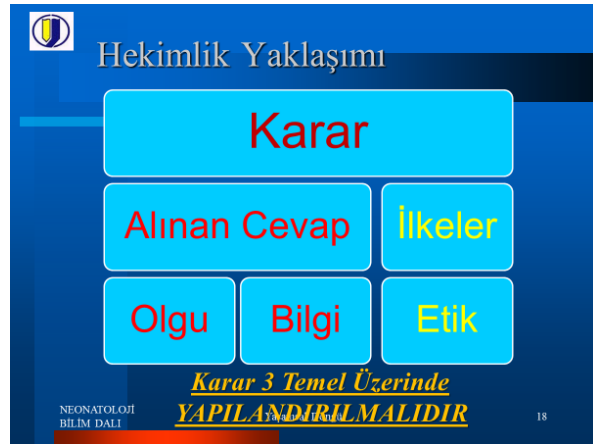 Hekimlik Yaklaşımı
Karar
Alınan Cevap
İlkeler
Olgu
Bilgi
Etik
Karar 3 Temel Üzerinde
YAPILANDIRILMALIDIR
NEONATOLOJİ
BİLİM DALI
18